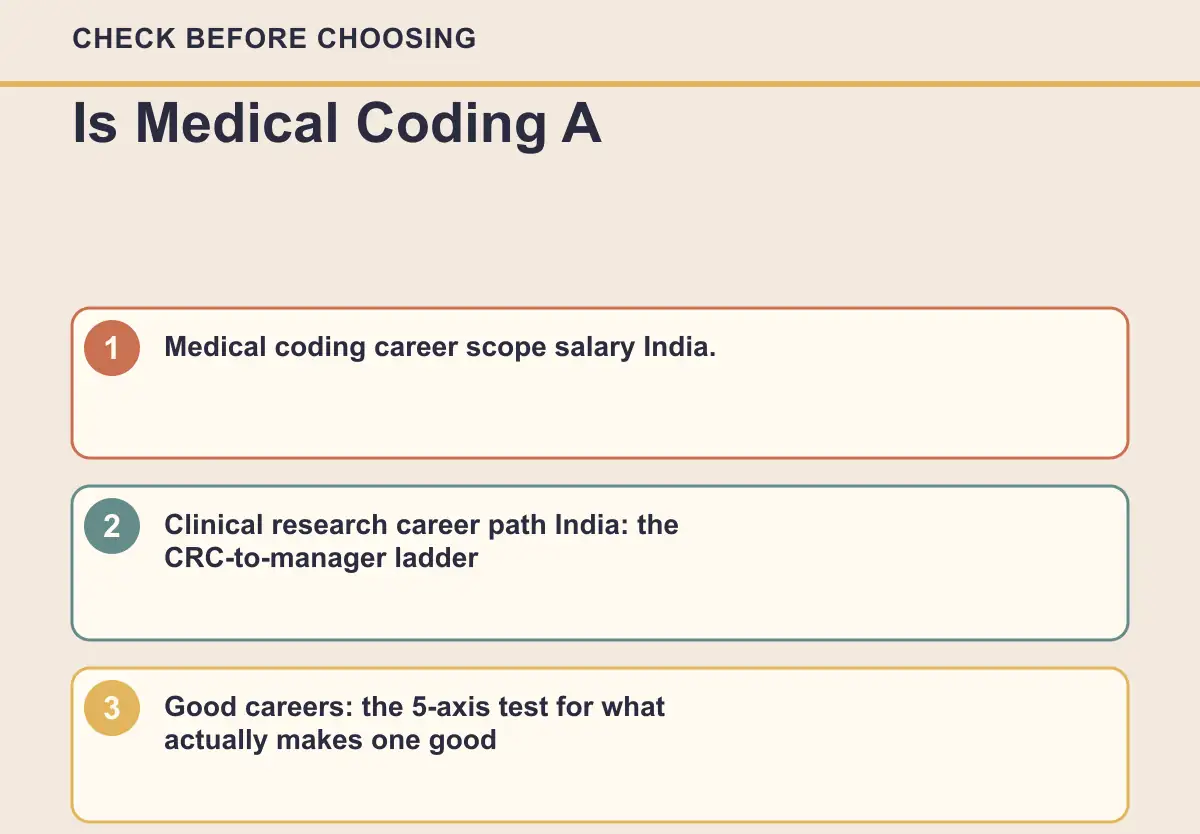 CHECK BEFORE CHOOSING
Is Medical Coding A
1
Medical coding career scope salary India.
2
Clinical research career path India: the
CRC-to-manager ladder
3
Good careers: the 5-axis test for what
actually makes one good